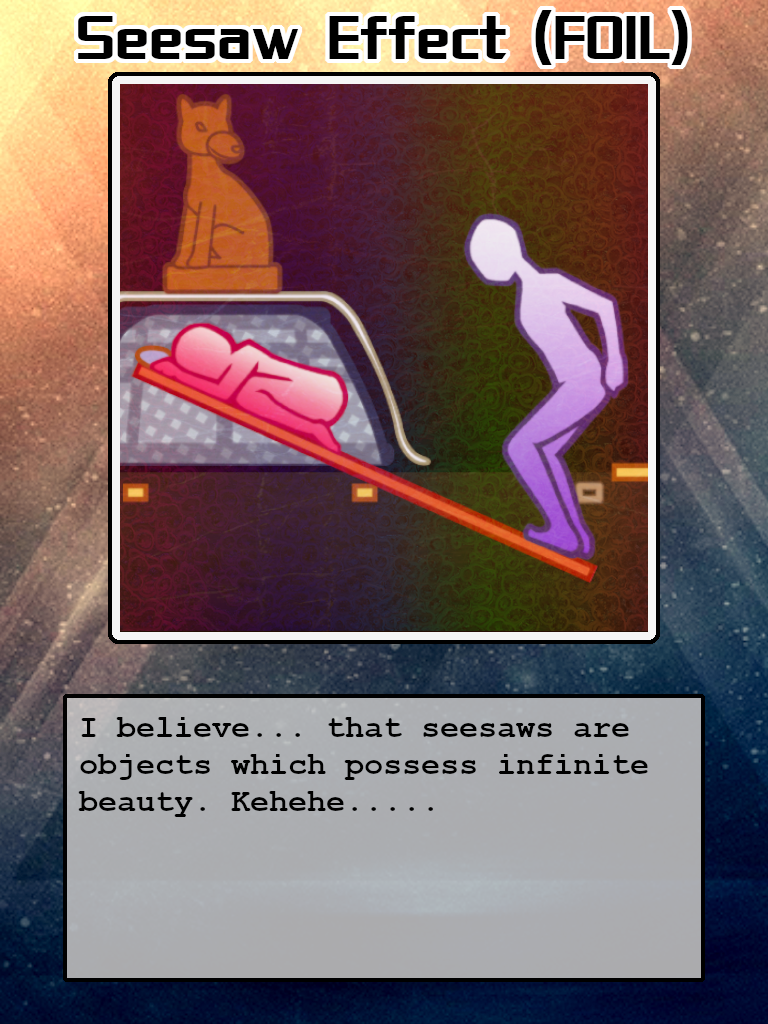 Seesaw Effect (FOIL)
I believe... that seesaws are
objects which possess infinite
beauty. Kehehe.....